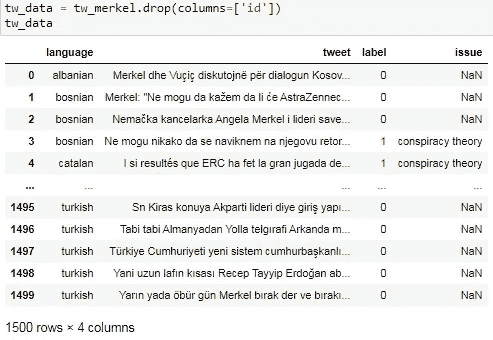 tw_data = tw_merkel.drop(columns=['id'])
tw_data
language tweet label issue
0 albanian Merkel dhe Vuçiç diskutojnë për dialogun Kosov... 0 NaN
1 bosnian Merkel: "Ne mogu da kažem da li će AstraZennec... 0 NaN
2 bosnian Nemačka kancelarka Angela Merkel i lideri save... 0 NaN
3 bosnian Ne mogu nikako da se naviknem na njegovu retor... 1 conspiracy theory
4 catalan I si resultés que ERC ha fet la gran jugada de... 1 conspiracy theory
... ... ... ... ...
1495 turkish Sn Kiras konuya Akparti lideri diye giriş yapı... 0 NaN
1496 turkish Tabi tabi Almanyadan Yolla telgırafi Arkanda m... 0 NaN
1497 turkish Türkiye Cumhuriyeti yeni sistem cumhurbaşkanlı... 0 NaN
1498 turkish Yani uzun lafın kısası Recep Tayyip Erdoğan ab... 0 NaN
1499 turkish Yarın yada öbür gün Merkel bırak der ve bırakı... 0 NaN
1500 rows × 4 columns